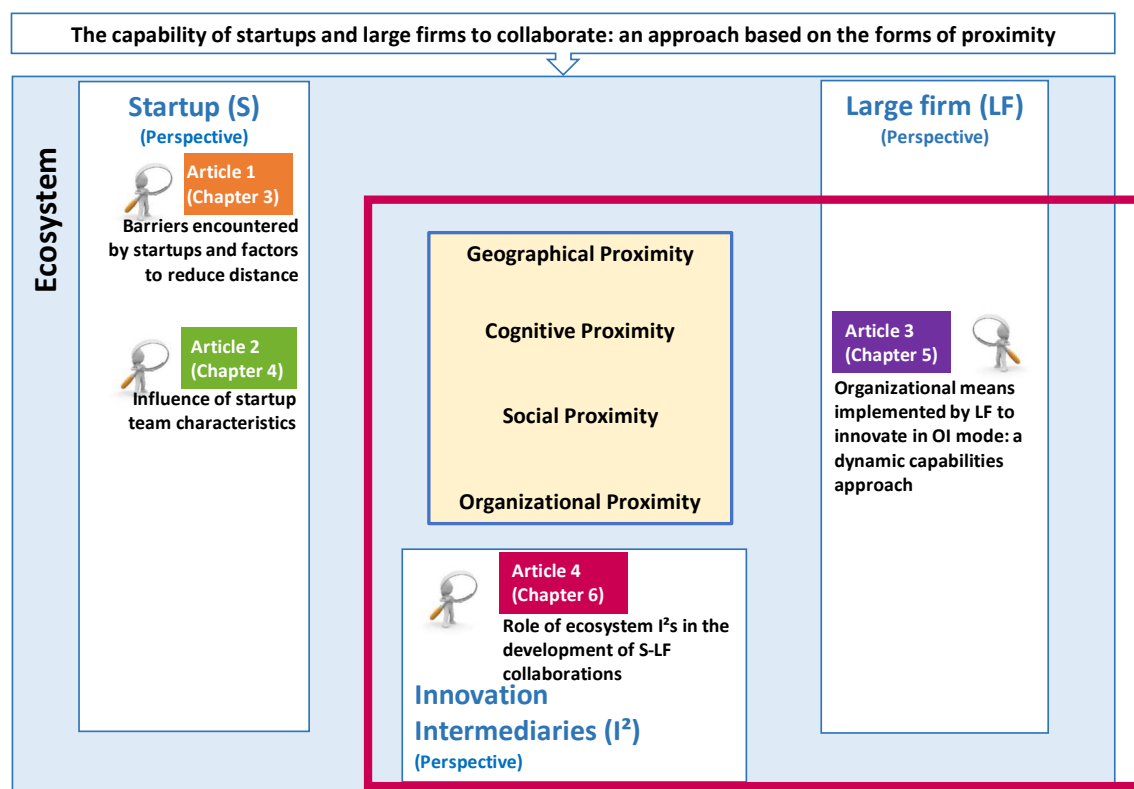 The capability of startups and large firms to collaborate: an approach based on the forms of proximity
Ecosystem
Startup (S)
(Perspective)
Article 1
(Chapter 3)
Barriers encountered
by startups and factors
to reduce distance
Article 2
(Chapter 4)
Influence of startup
team characteristics
Geographical Proximity
Cognitive Proximity
Social Proximity
Organizational Proximity
Article 4
(Chapter 6)
Role of ecosystem I²s in the
development of S-LF
collaborations
Innovation
Intermediaries (I²)
(Perspective)
Large firm (LF)
(Perspective)
Article 3
(Chapter 5)
Organizational means
implemented by LF to
innovate in OI mode: a
dynamic capabilities
approach